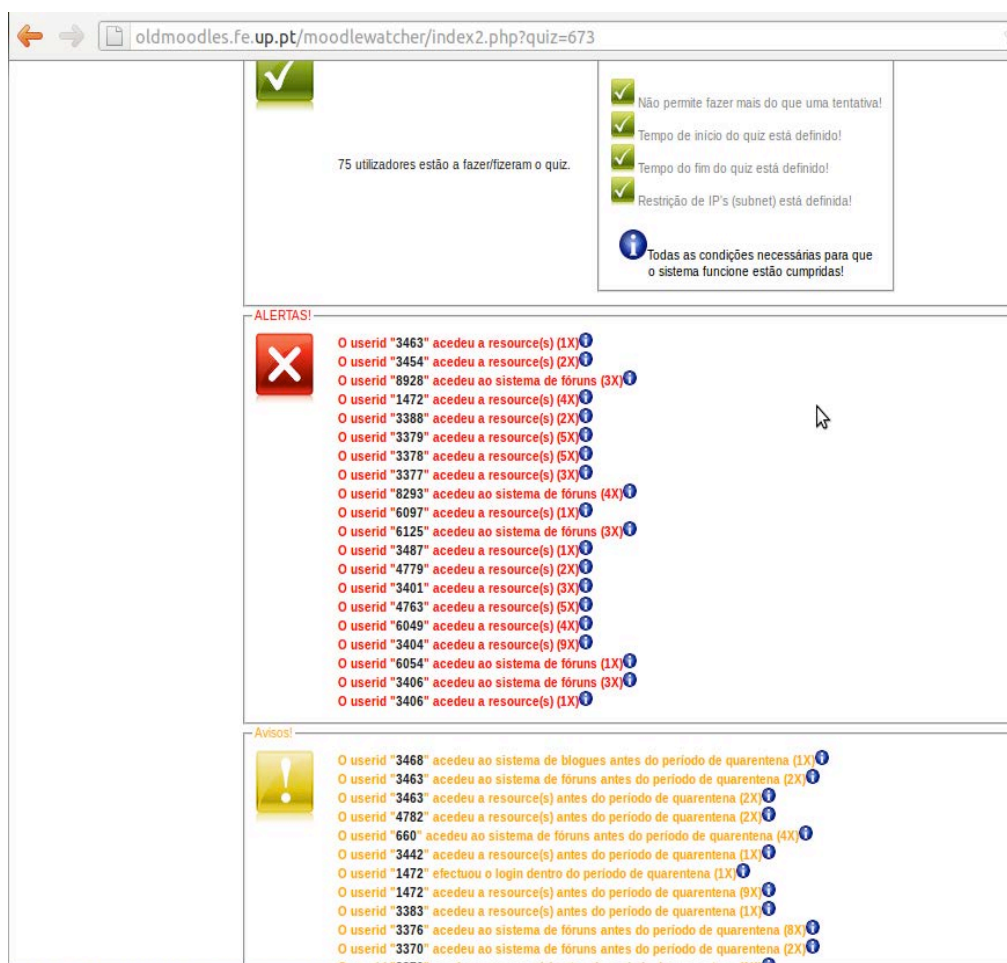 oldmoodles.fe.up.pt/moodlewatcher/index2.php?quiz=673
75 utilizadores estão a fazer/fizeram o quiz.
Não permite fazer mais do que uma tentativa!
Tempo de início do quiz está definido!
Tempo do fim do quiz está definido!
Restrição de IP's (subnet) está definida!
Todas as condições necessárias para que
o sistema funcione estão cumpridas!
ALERTAS!
O userid "3463" acedeu a resource(s) (1X)
O userid "3454" acedeu a resource(s) (2X)
O userid "8928" acedeu ao sistema de fóruns (3X)
O userid "1472" acedeu a resource(s) (4X)
O userid "3388" acedeu a resource(s) (2X)
O userid "3379" acedeu a resource(s) (5X)
O userid "3378" acedeu a resource(s) (5X)
O userid "3377" acedeu a resource(s) (3X)
O userid "8293" acedeu ao sistema de fóruns (4X)
O userid "6097" acedeu a resource(s) (1X)
O userid "6125" acedeu ao sistema de fóruns (3X)
O userid "3487" acedeu a resource(s) (1X)
O userid "4779" acedeu a resource(s) (2X)
O userid "3401" acedeu a resource(s) (3X)
O userid "4763" acedeu a resource(s) (5X)
O userid "6049" acedeu a resource(s) (4X)
O userid "3404" acedeu a resource(s) (9X)
O userid "6054" acedeu ao sistema de fóruns (1X)
O userid "3406" acedeu ao sistema de fóruns (3X)
O userid "3406" acedeu a resource(s) (1X)
Avisos!
O userid "3468" acedeu ao sistema de blogues antes do período de quarentena (1X)
O userid "3463" acedeu ao sistema de fóruns antes do período de quarentena (2X)
O userid "3463" acedeu a resource(s) antes do período de quarentena (2X)
O userid "4782" acedeu a resource(s) antes do período de quarentena (2X)
O userid "660" acedeu ao sistema de fóruns antes do período de quarentena (4X)
O userid "3442" acedeu a resource(s) antes do período de quarentena (1X)
O userid "1472" efectuou o login dentro do período de quarentena (1X)
O userid "1472" acedeu a resource(s) antes do período de quarentena (9X)
O userid "3383" acedeu a resource(s) antes do período de quarentena (1X)
O userid "3376" acedeu ao sistema de fóruns antes do período de quarentena (8X)
O userid "3370" acedeu ao sistema de fóruns antes do período de quarentena (2X)